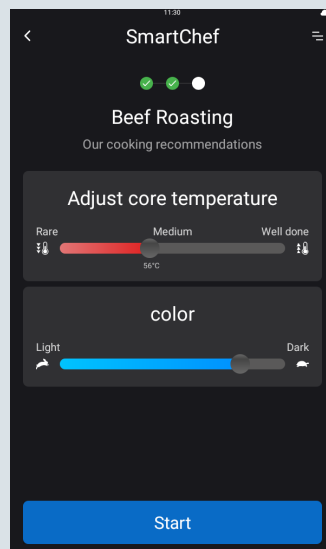 11:30
SmartChef
Beef Roasting
Our cooking recommendations
Adjust core temperature
Rare Medium Well done
56°C
color
Light Dark
Start